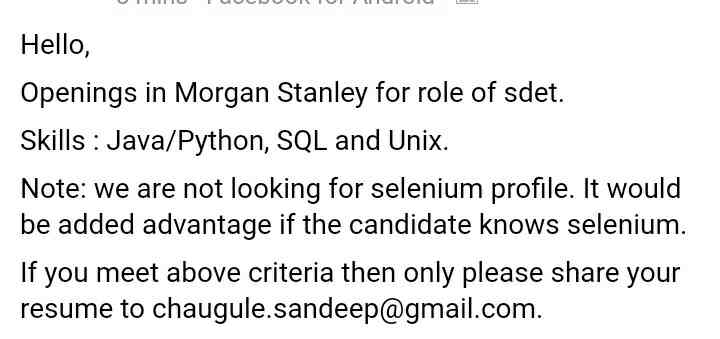 Hello,
Openings in Morgan Stanley for role of sdet.
Skills : Java/Python, SQL and Unix.
Note: we are not looking for selenium profile. It would
be added advantage if the candidate knows selenium.
If you meet above criteria then only please share your
resume to chaugule.sandeep@gmail.com.